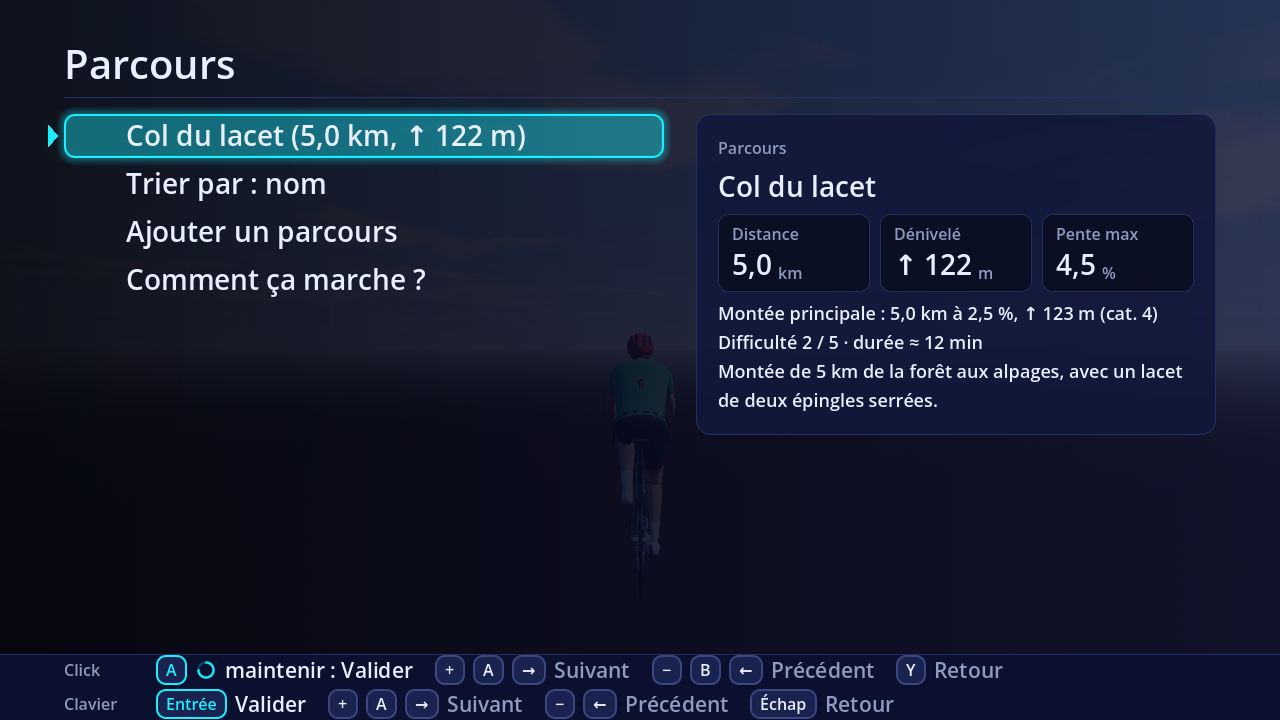 Parcours
Col du lacet (5,0 km, ↑ 122 m)
Trier par : nom
Ajouter un parcours
Comment ça marche ?
Parcours
Col du lacet
Distance
5,0 km
Dénivelé
↑ 122 m
Pente max
4,5 %
Montée principale : 5,0 km à 2,5 %, ↑ 123 m (cat. 4)
Difficulté 2 / 5 · durée ≈ 12 min
Montée de 5 km de la forêt aux alpages, avec un lacet
de deux épingles serrées.
Click A maintenir : Valider + A → Suivant − B ← Précédent Y Retour
Clavier Entrée Valider + A → Suivant − ← Précédent Échap Retour